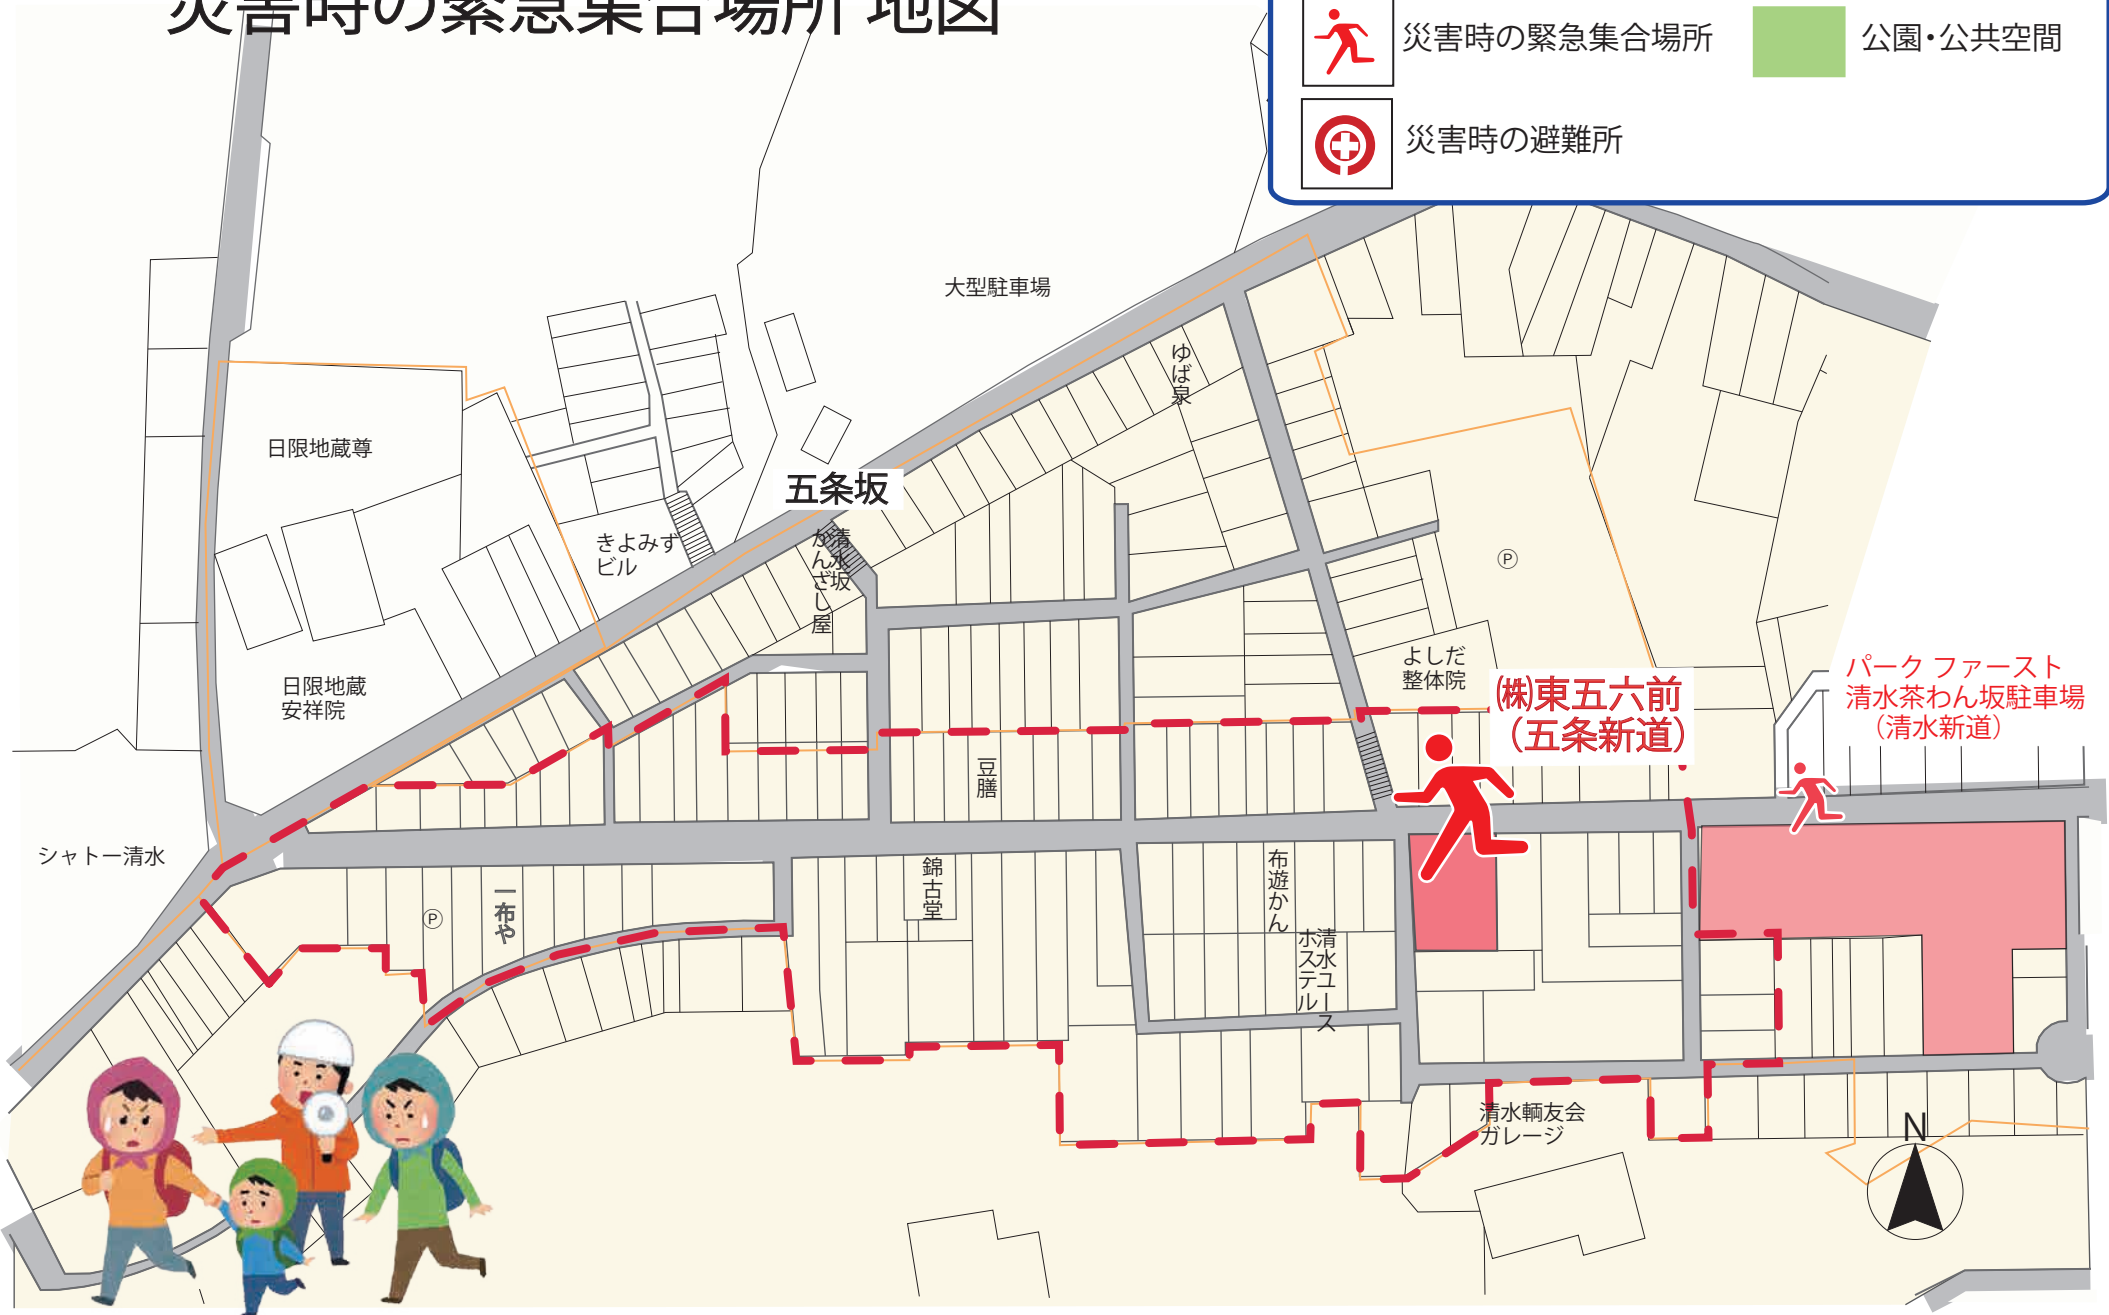 災害時の緊急集合場所 地図
災害時の緊急集合場所
公園・公共空間
災害時の避難所
大型駐車場
ゆば泉
日限地蔵尊
五条坂
きよみず
ビル
清水坂
かんざし屋
Ⓟ
日限地蔵
安祥院
よしだ
整体院
㈱東五六前
（五条新道）
パーク ファースト
清水茶わん坂駐車場
（清水新道）
豆膳
シャトー清水
錦古堂
布遊かん
一布や
Ⓟ
清水ユース
ホステル
清水輌友会
ガレージ
N